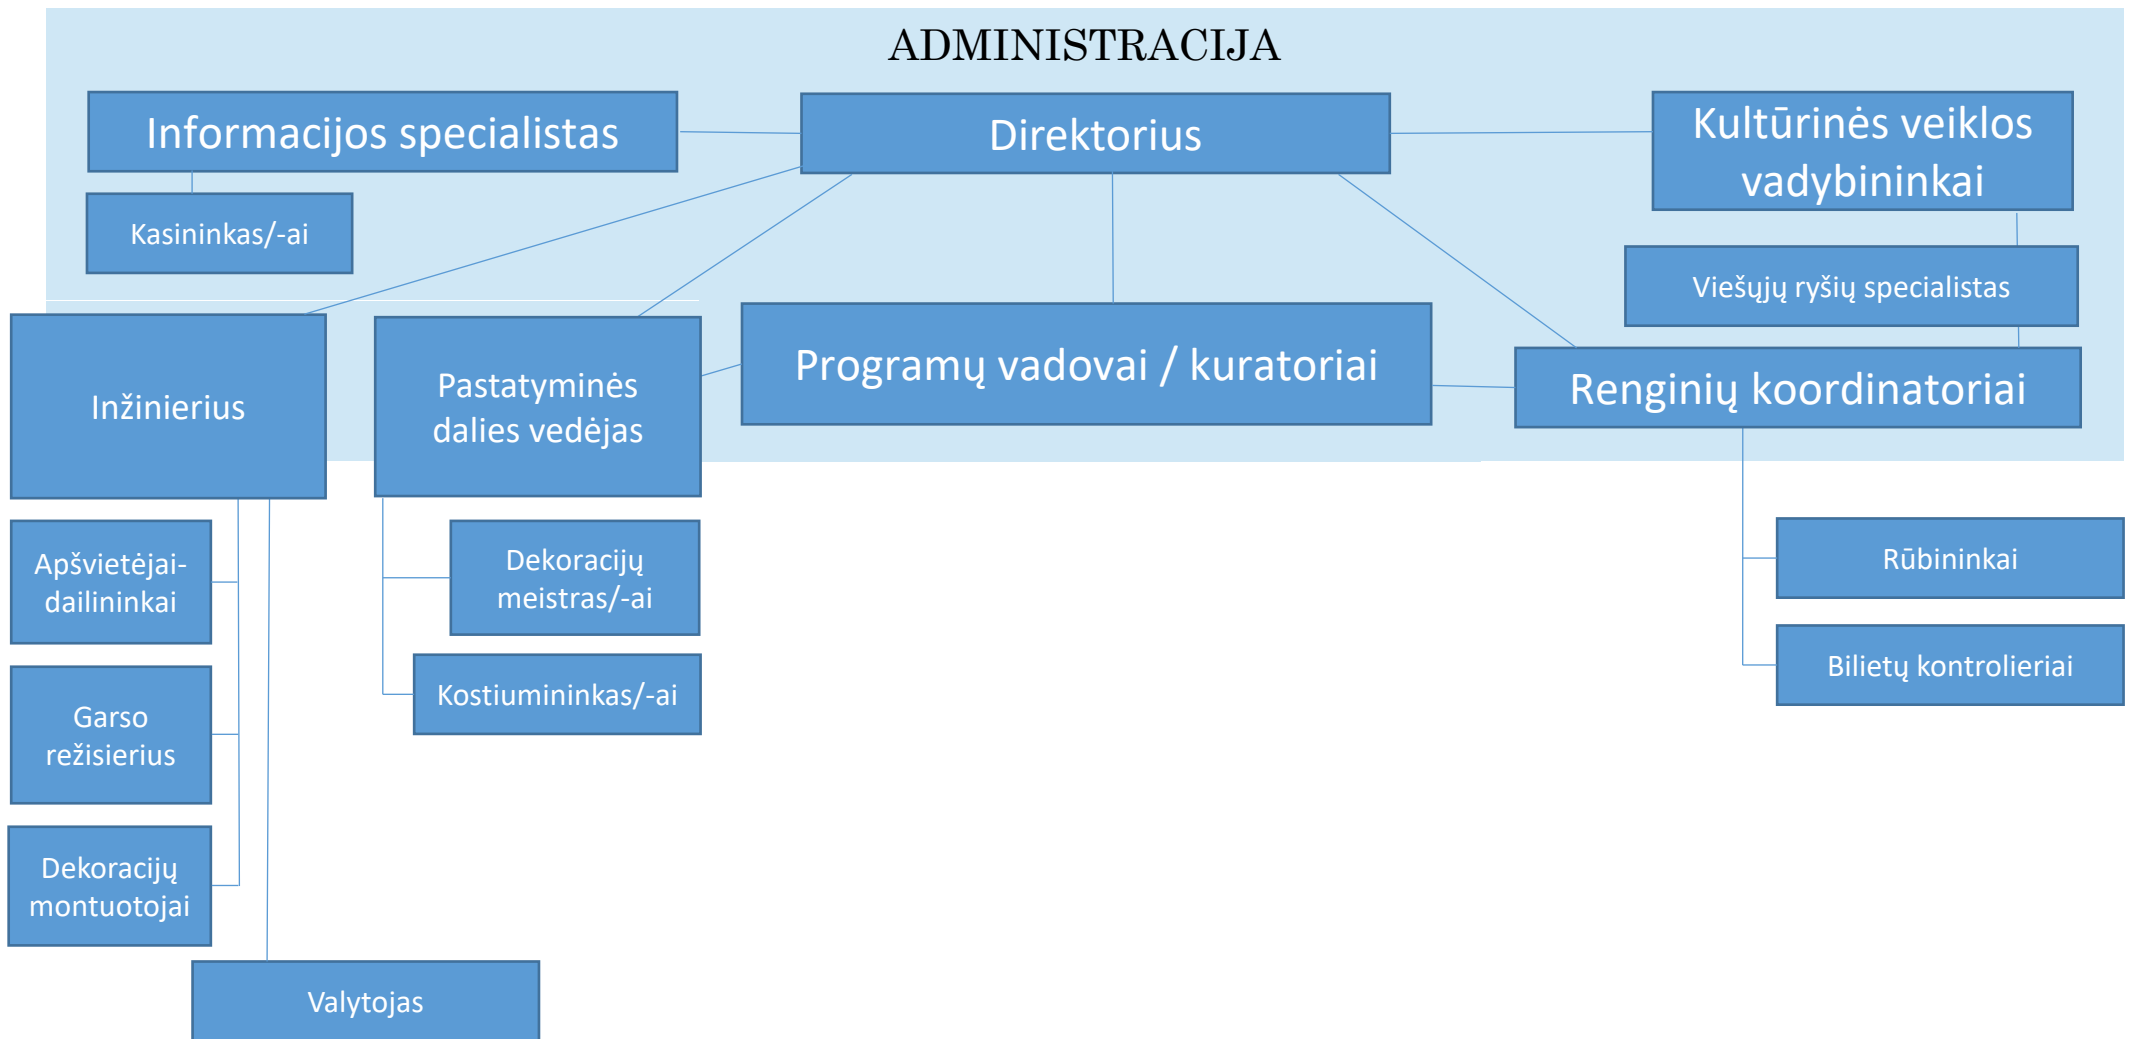 ADMINISTRACIJA
Informacijos specialistas
Direktorius
Kultūrinės veiklos
vadybininkai
Kasininkas/-ai
Viešųjų ryšių specialistas
Inžinierius
Pastatyminės
dalies vedėjas
Programų vadovai / kuratoriai
Renginių koordinatoriai
Apšvietėjai-
dailininkai
Dekoracijų
meistras/-ai
Rūbininkai
Garso
režisierius
Kostiumininkas/-ai
Bilietų kontrolieriai
Dekoracijų
montuotojai
Valytojas